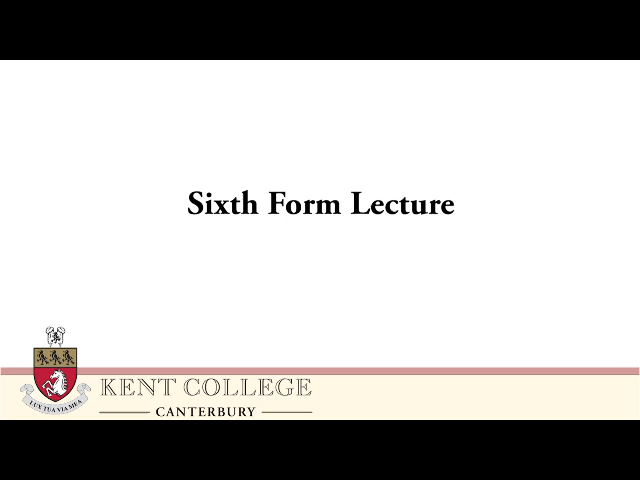 Sixth Form Lecture
KENT COLLEGE
CANTERBURY
LUX TUA VIA MEA